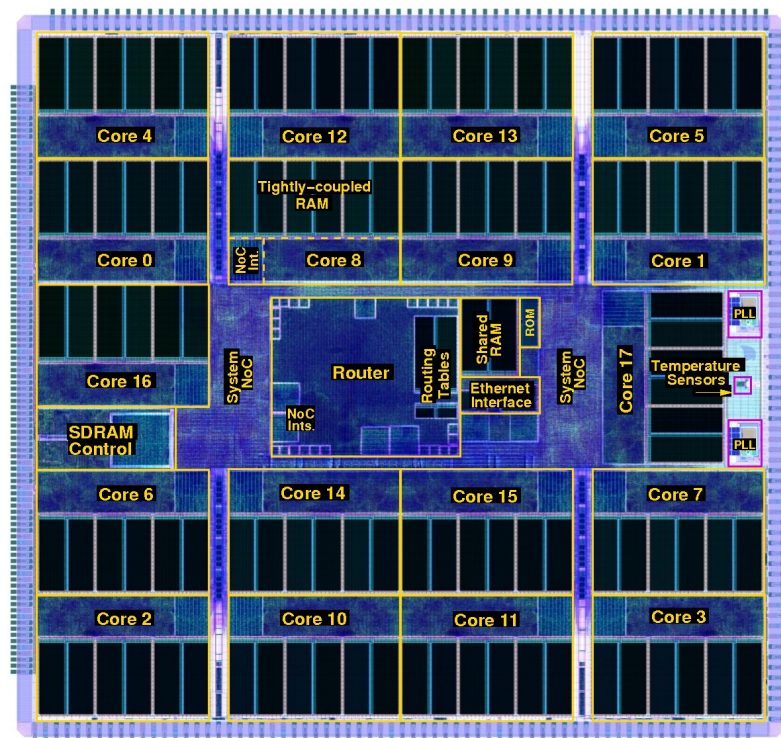 Core 4
Core 12
Core 13
Core 5
Tightly-coupled
RAM
Core 0
NoC
Int.
Core 8
Core 9
Core 1
Core 16
System
NoC
Router
NoC
Ints.
Routing
Tables
Shared
RAM
ROM
Ethernet
Interface
System
NoC
Core 17
PLL
Temperature
Sensors
PLL
SDRAM
Control
Core 6
Core 14
Core 15
Core 7
Core 2
Core 10
Core 11
Core 3